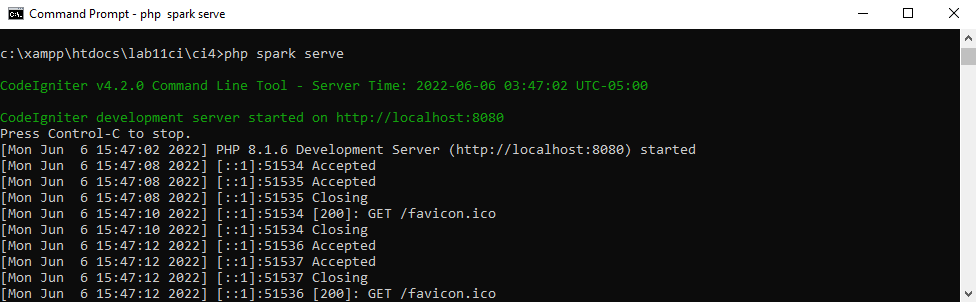 Command Prompt - php  spark serve
c:\xampp\htdocs\lab11ci\ci4>php spark serve
CodeIgniter v4.2.0 Command Line Tool - Server Time: 2022-06-06 03:47:02 UTC-05:00
CodeIgniter development server started on http://localhost:8080
Press Control-C to stop.
[Mon Jun  6 15:47:02 2022] PHP 8.1.6 Development Server (http://localhost:8080) started
[Mon Jun  6 15:47:08 2022] [::1]:51534 Accepted
[Mon Jun  6 15:47:08 2022] [::1]:51535 Accepted
[Mon Jun  6 15:47:08 2022] [::1]:51535 Closing
[Mon Jun  6 15:47:10 2022] [::1]:51534 [200]: GET /favicon.ico
[Mon Jun  6 15:47:10 2022] [::1]:51534 Closing
[Mon Jun  6 15:47:12 2022] [::1]:51536 Accepted
[Mon Jun  6 15:47:12 2022] [::1]:51537 Accepted
[Mon Jun  6 15:47:12 2022] [::1]:51537 Closing
[Mon Jun  6 15:47:12 2022] [::1]:51536 [200]: GET /favicon.ico